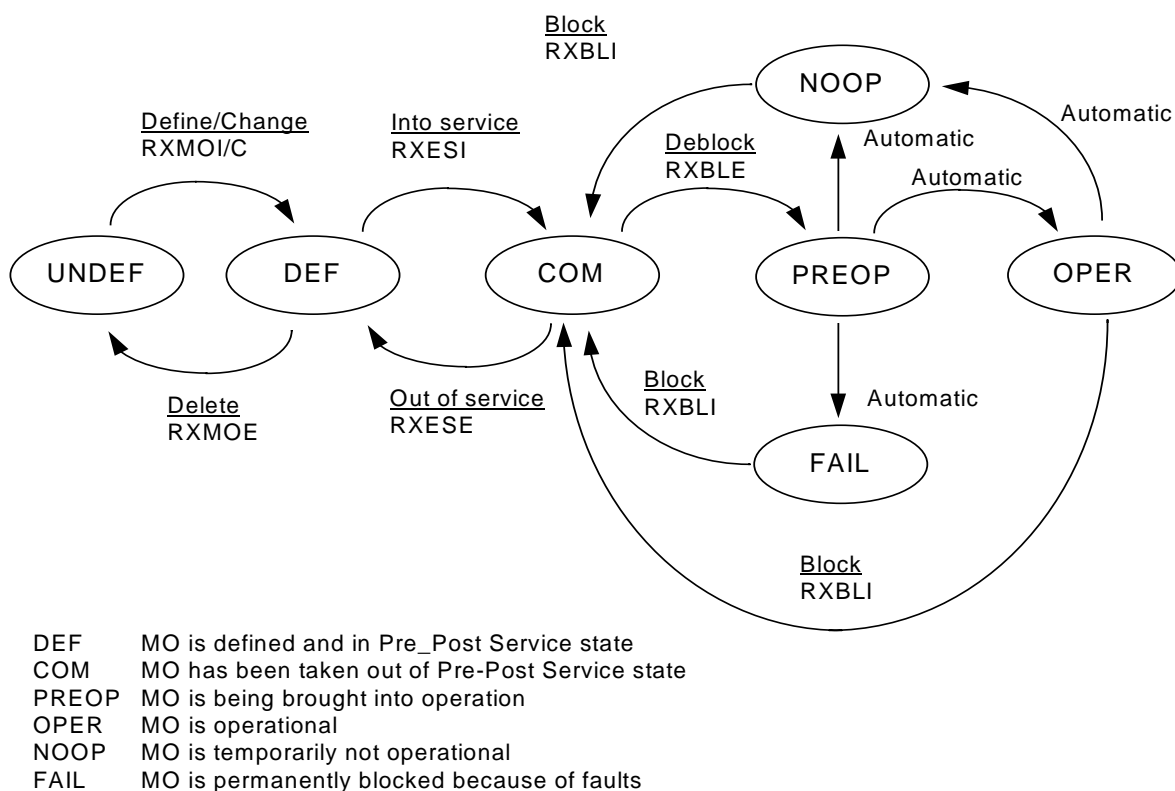 Block
RXBLI
NOOP
Define/Change
RXMOI/C
Into service
RXESI
Deblock
RXBLE
Automatic
Automatic
Automatic
UNDEF
DEF
COM
PREOP
OPER
Delete
RXMOE
Out of service
RXESE
Block
RXBLI
Automatic
FAIL
Block
RXBLI
DEF MO is defined and in Pre_Post Service state
COM MO has been taken out of Pre-Post Service state
PREOP MO is being brought into operation
OPER MO is operational
NOOP MO is temporarily not operational
FAIL MO is permanently blocked because of faults